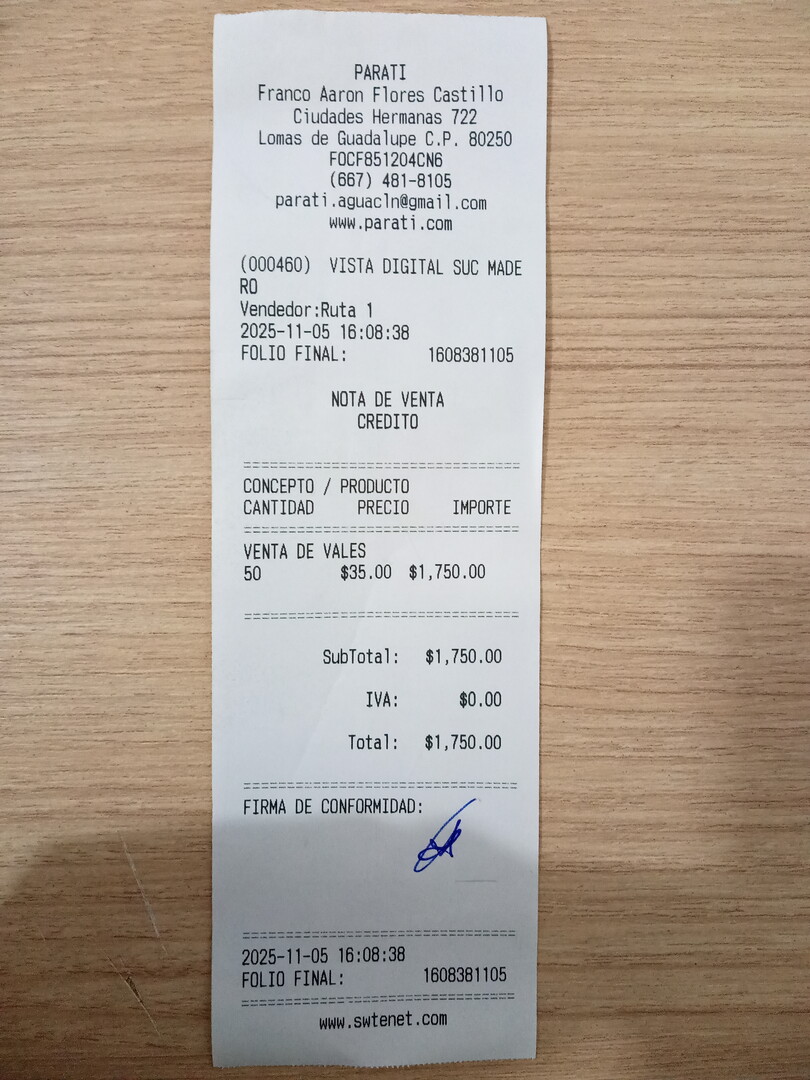 PARATI
Franco Aaron Flores Castillo
Ciudades Hermanas 722
Lomas de Guadalupe C.P. 80250
FOCF851204CN6
(667) 481-8105
parati.aguacln@gmail.com
www.parati.com
(000460) VISTA DIGITAL SUC MADE
RO
Vendedor:Ruta 1
2025-11-05 16:08:38
FOLIO FINAL: 1608381105
NOTA DE VENTA
CREDITO
CONCEPTO / PRODUCTO
CANTIDAD PRECIO IMPORTE
VENTA DE VALES
50 $35.00 $1,750.00
SubTotal: $1,750.00
IVA: $0.00
Total: $1,750.00
FIRMA DE CONFORMIDAD:
2025-11-05 16:08:38
FOLIO FINAL: 1608381105
www.swtenet.com